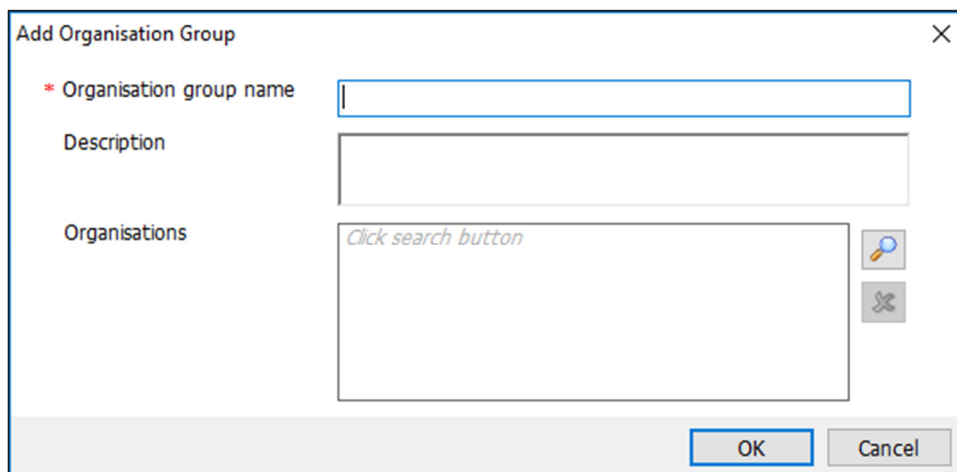 Add Organisation Group
* Organisation group name
Description
Organisations
Click search button
OK
Cancel